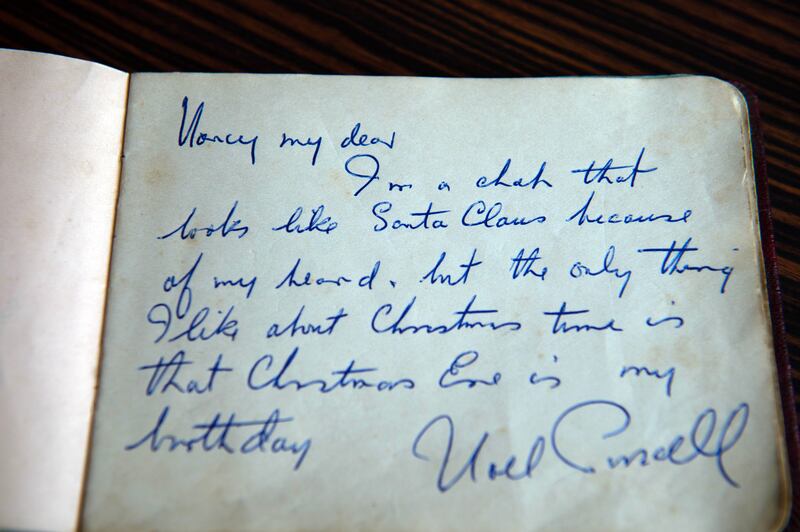 Nancy my dear
I'm a chap that
looks like Santa Claus because
of my beard. but the only thing
I like about Christmas time is
that Christmas Eve is my
birthday
Noel Purcell